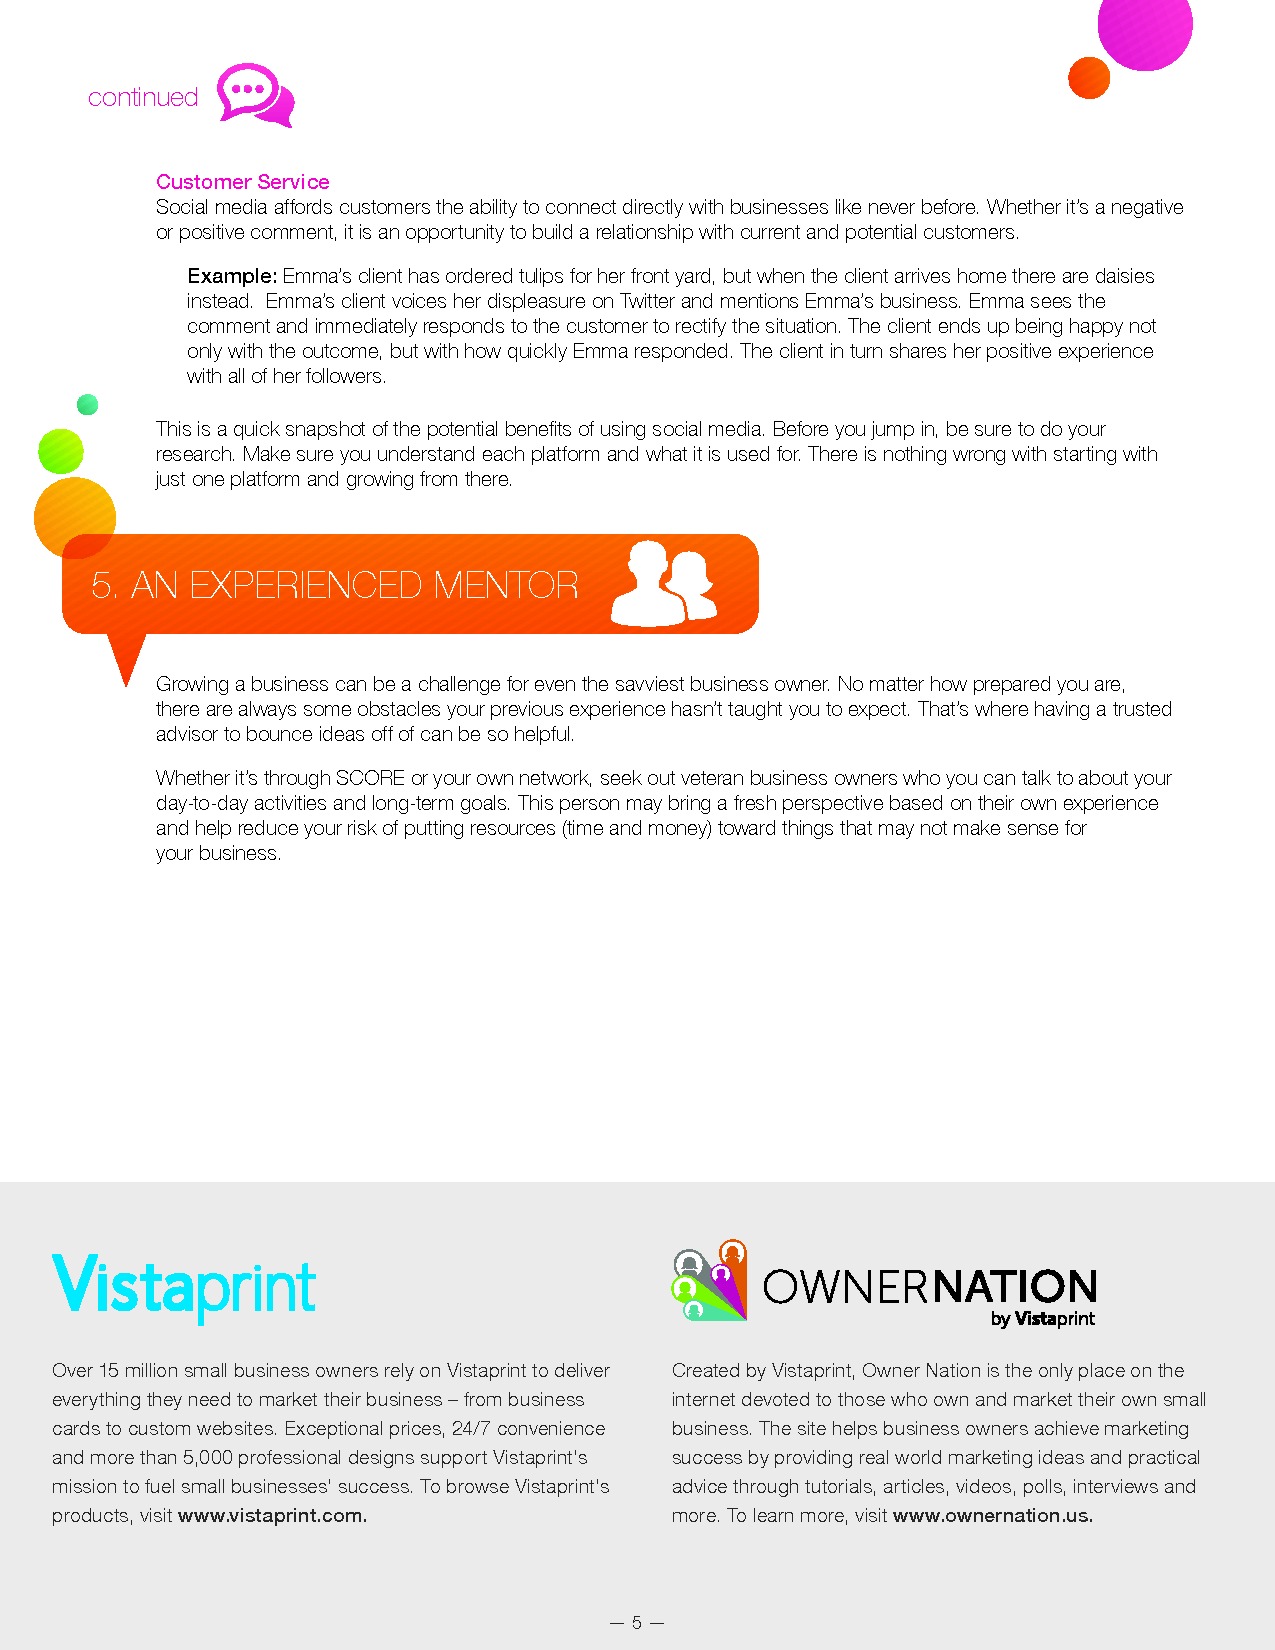 continued
Customer Service
Social media affords customers the ability to connect directly with businesses like never before. Whether it’s a negative
or positive comment, it is an opportunity to build a relationship with current and potential customers.
Example: Emma’s client has ordered tulips for her front yard, but when the client arrives home there are daisies
instead.  Emma’s client voices her displeasure on Twitter and mentions Emma’s business. Emma sees the
comment and immediately responds to the customer to rectify the situation. The client ends up being happy not
only with the outcome, but with how quickly Emma responded. The client in turn shares her positive experience
with all of her followers.
This is a quick snapshot of the potential benefits of using social media. Before you jump in, be sure to do your
research. Make sure you understand each platform and what it is used for. There is nothing wrong with starting with
just one platform and growing from there.
5. AN EXPERIENCED MENTOR
Growing a business can be a challenge for even the savviest business owner. No matter how prepared you are,
there are always some obstacles your previous experience hasn’t taught you to expect. That’s where having a trusted
advisor to bounce ideas off of can be so helpful.
Whether it’s through SCORE or your own network, seek out veteran business owners who you can talk to about your
day-to-day activities and long-term goals. This person may bring a fresh perspective based on their own experience
and help reduce your risk of putting resources (time and money) toward things that may not make sense for
your business.
Vistaprint
Over 15 million small business owners rely on Vistaprint to deliver
everything they need to market their business – from business
cards to custom websites. Exceptional prices, 24/7 convenience
and more than 5,000 professional designs support Vistaprint's
mission to fuel small businesses' success. To browse Vistaprint's
products, visit www.vistaprint.com.
OWNERNATION
by Vistaprint
Created by Vistaprint, Owner Nation is the only place on the
internet devoted to those who own and market their own small
business. The site helps business owners achieve marketing
success by providing real world marketing ideas and practical
advice through tutorials, articles, videos, polls, interviews and
more. To learn more, visit www.ownernation.us.
— 5 —